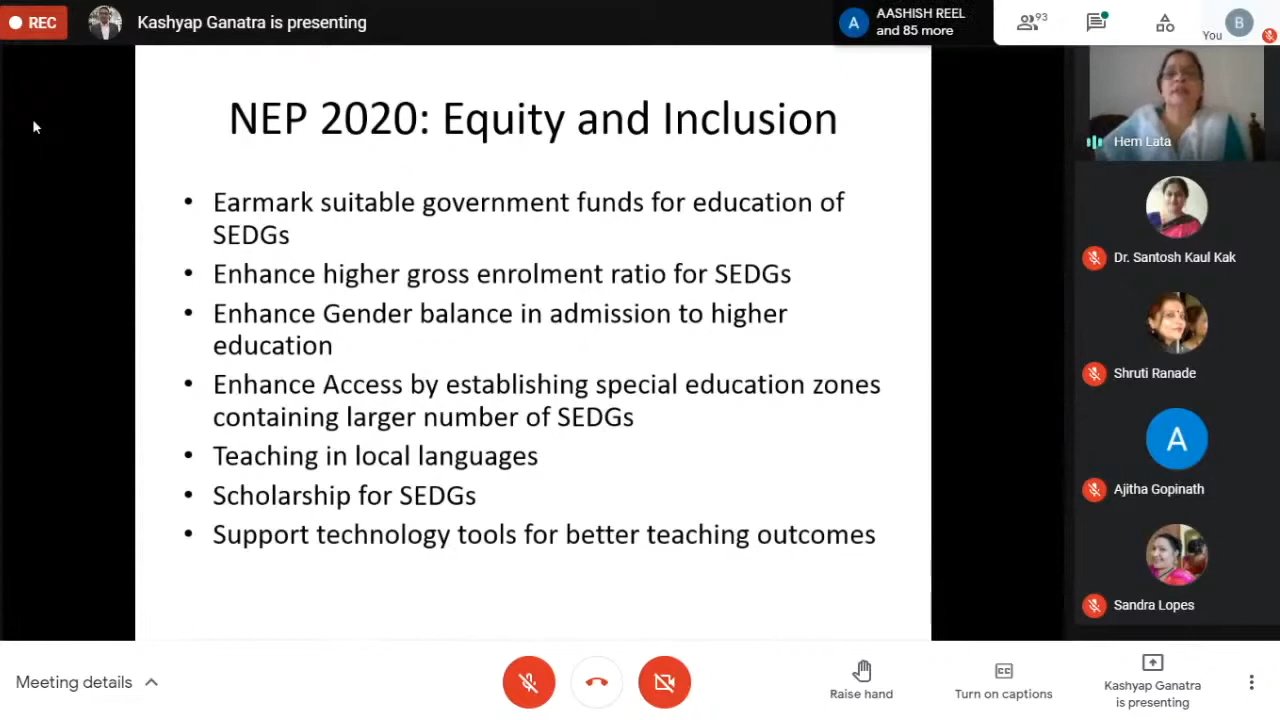 REC
Kashyap Ganatra is presenting
A
AASHISH REEL
and 85 more
93
You
B
NEP 2020: Equity and Inclusion
• Earmark suitable government funds for education of
SEDGs
• Enhance higher gross enrolment ratio for SEDGs
• Enhance Gender balance in admission to higher
education
• Enhance Access by establishing special education zones
containing larger number of SEDGs
• Teaching in local languages
• Scholarship for SEDGs
• Support technology tools for better teaching outcomes
Hem Lata
Dr. Santosh Kaul Kak
Shruti Ranade
A
Ajitha Gopinath
Sandra Lopes
Meeting details
Raise hand
CC
Turn on captions
Kashyap Ganatra
is presenting